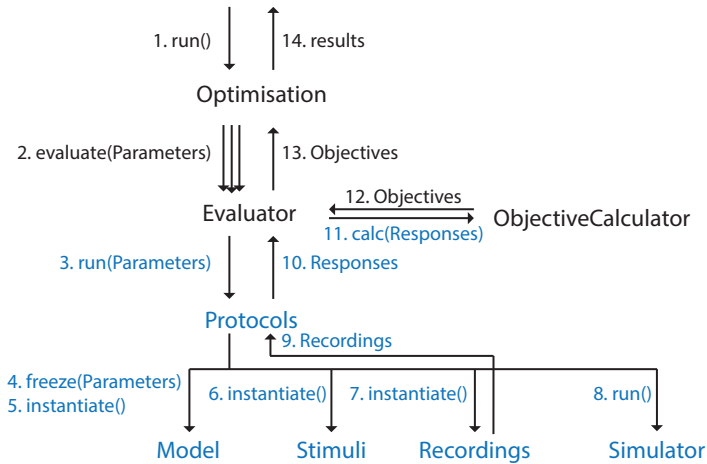 1. run()
14. results
Optimisation
2. evaluate(Parameters)
13. Objectives
12. Objectives
Evaluator
ObjectiveCalculator
11. calc(Responses)
3. run(Parameters)
10. Responses
Protocols
9. Recordings
4. freeze(Parameters)
5. instantiate()
6. instantiate()
7. instantiate()
8. run()
Model
Stimuli
Recordings
Simulator